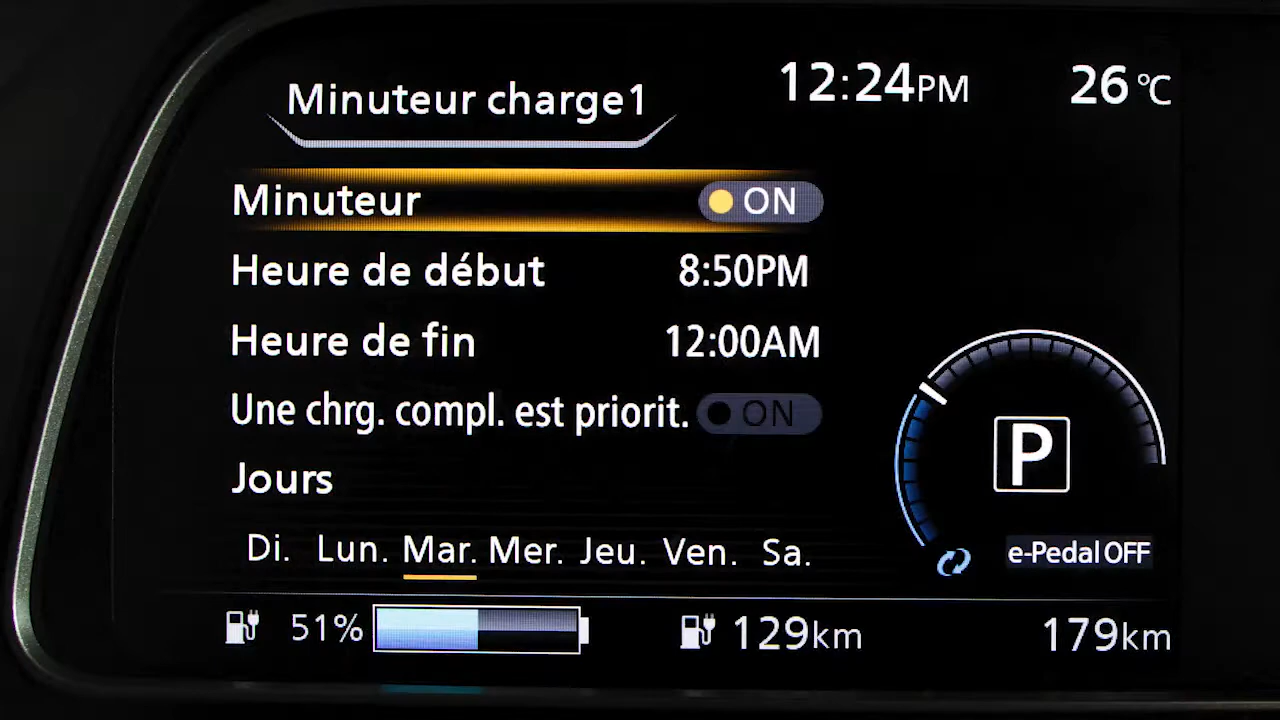 Minuteur charge1 12:24PM 26°C
Minuteur ON
Heure de début 8:50PM
Heure de fin 12:00AM
Une chrg. compl. est priorit. ON
Jours
P
Di. Lun. Mar. Mer. Jeu. Ven. Sa.
e-Pedal OFF
51% 129km 179km